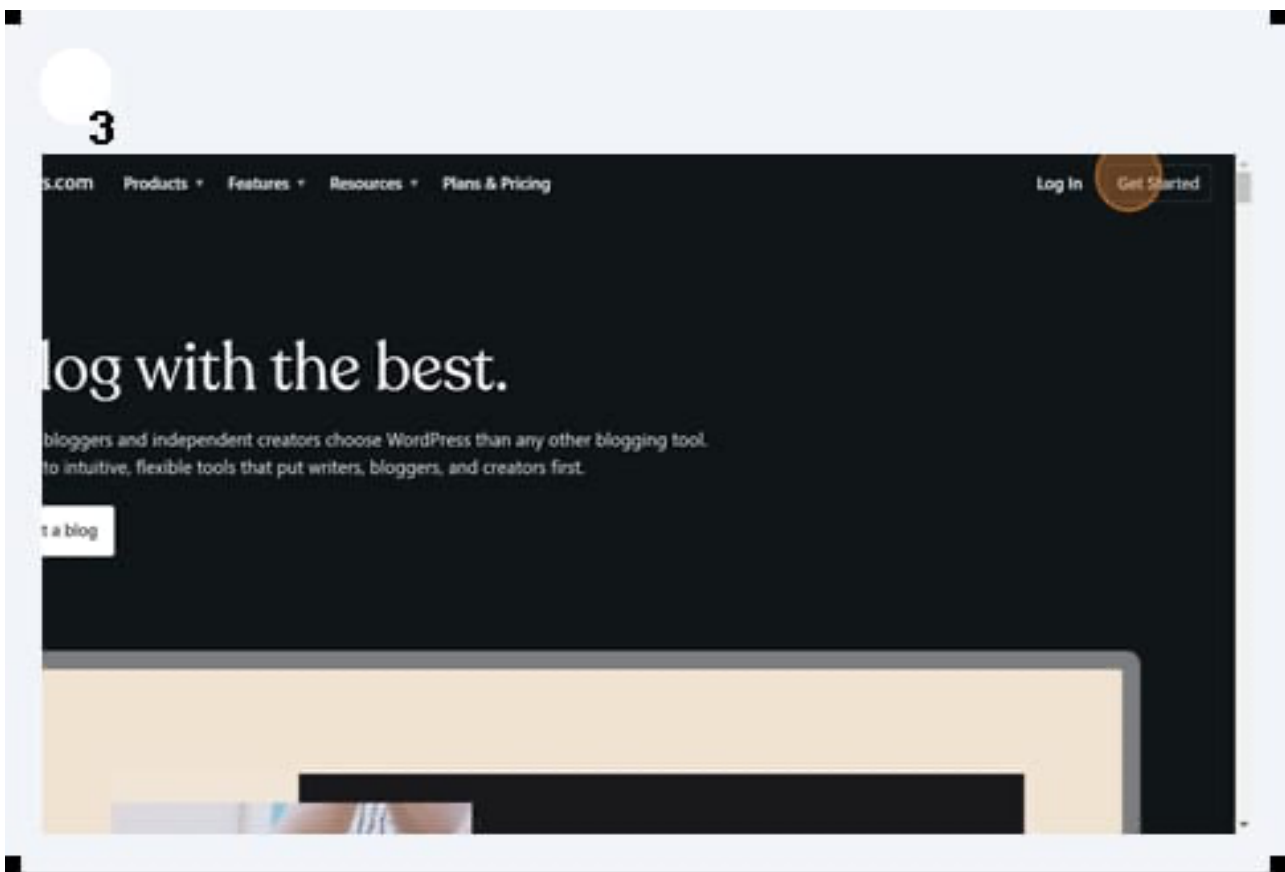 3
s.com Products Features Resources Plans & Pricing Log In Get Started
log with the best.
bloggers and independent creators choose WordPress than any other blogging tool.
to intuitive, flexible tools that put writers, bloggers, and creators first.
t a blog